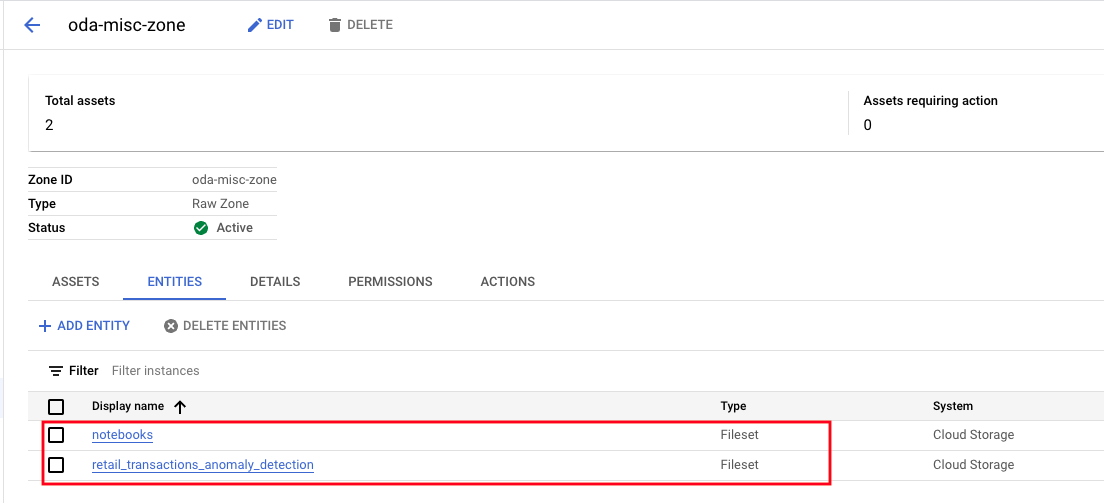 oda-misc-zone EDIT DELETE
Total assets Assets requiring action
2 0
Zone ID oda-misc-zone
Type Raw Zone
Status Active
ASSETS ENTITIES DETAILS PERMISSIONS ACTIONS
ADD ENTITY DELETE ENTITIES
Filter Filter instances
Display name Type System
notebooks Fileset Cloud Storage
retail_transactions_anomaly_detection Fileset Cloud Storage